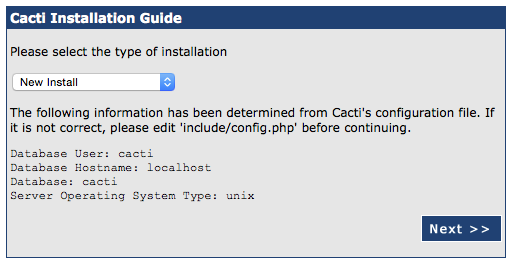 Cacti Installation Guide
Please select the type of installation
New Install
The following information has been determined from Cacti's configuration file. If
it is not correct, please edit 'include/config.php' before continuing.
Database User: cacti
Database Hostname: localhost
Database: cacti
Server Operating System Type: unix
Next >>